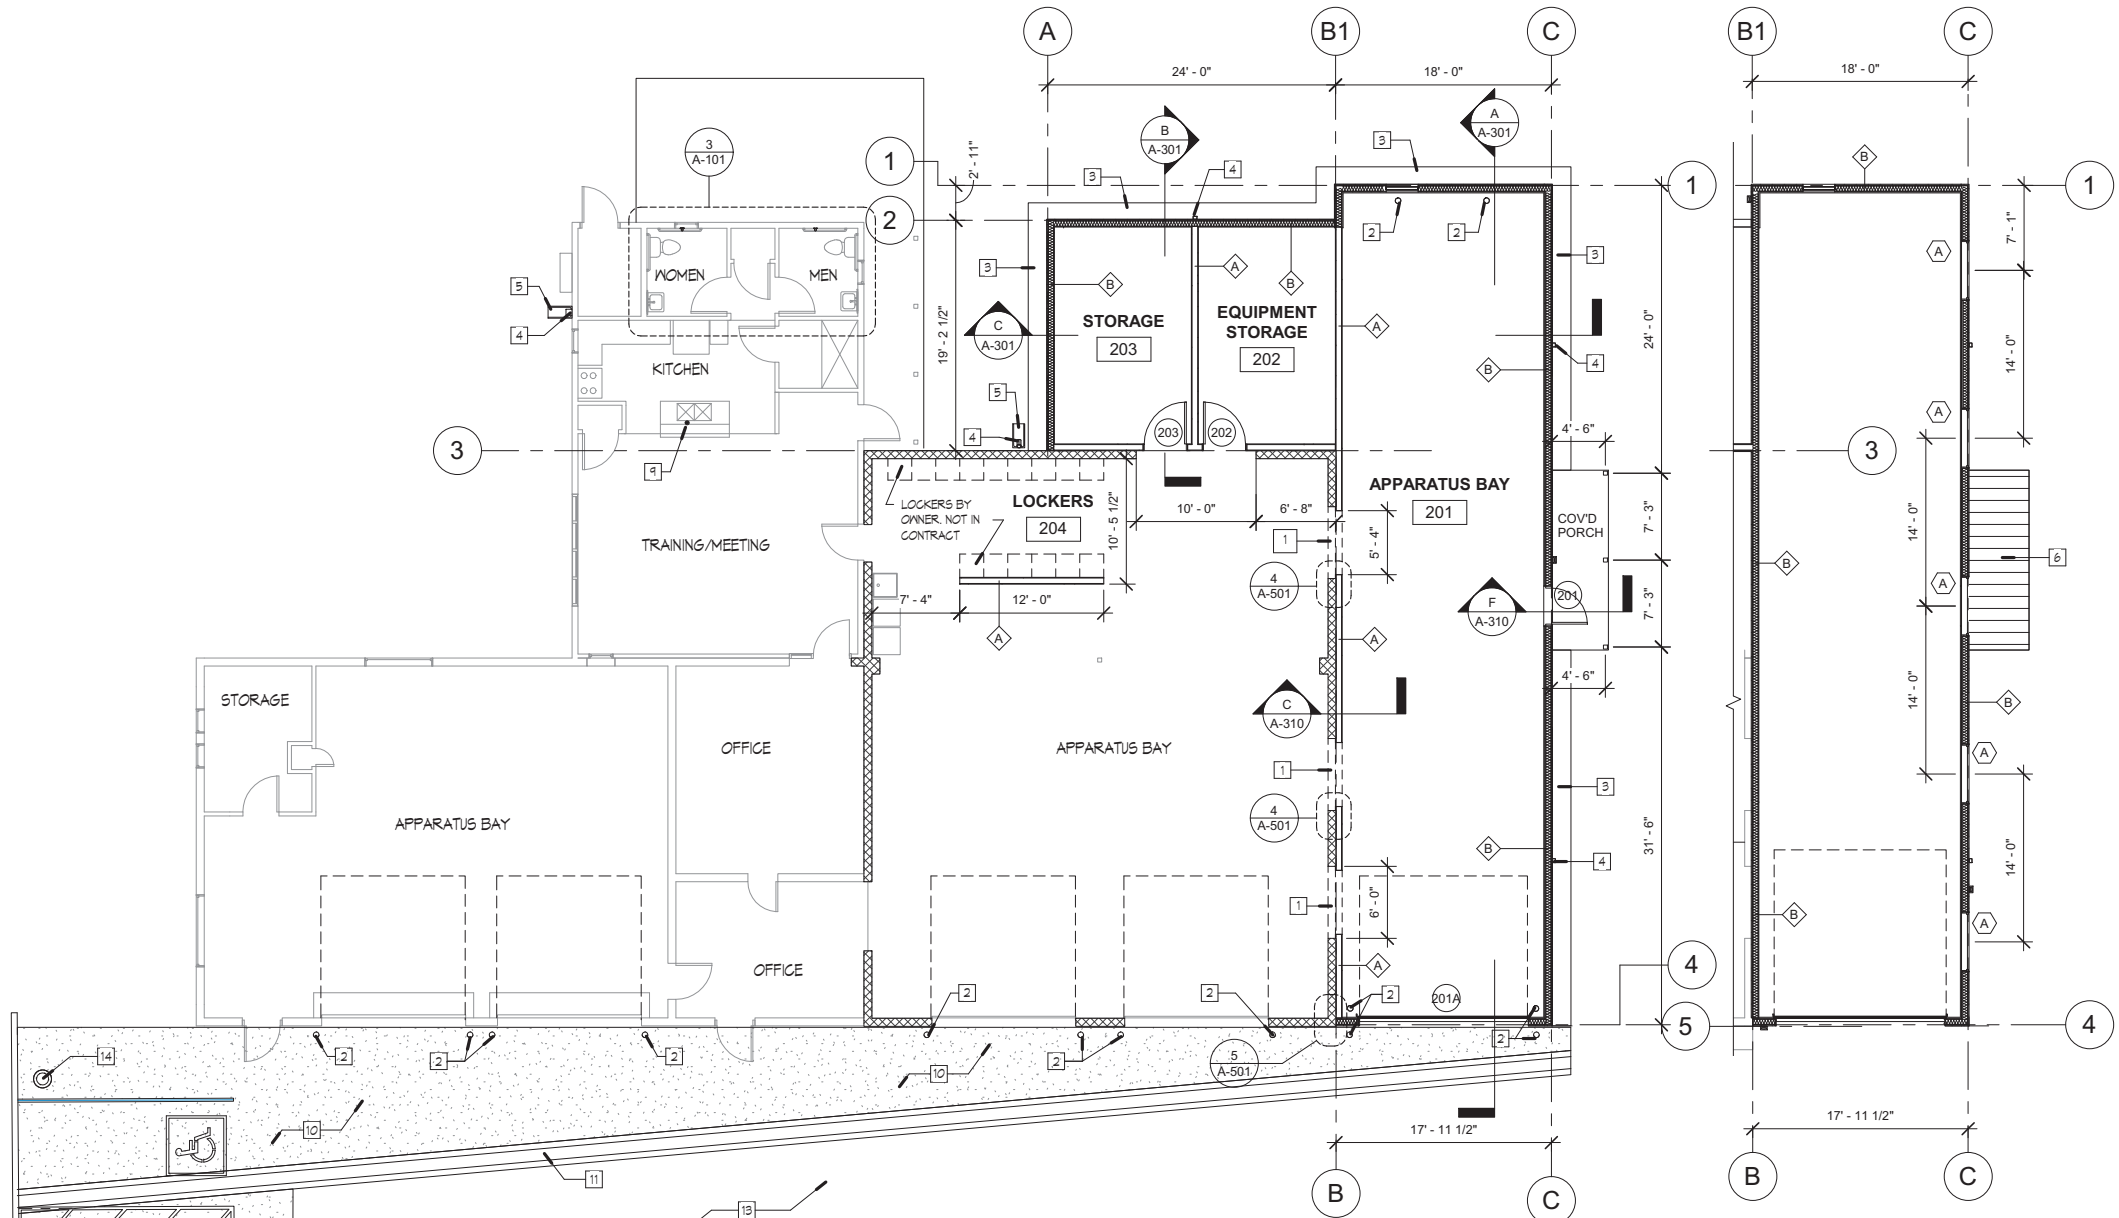 A
B1
C
B1
C
24' - 0"
18' - 0"
18' - 0"
3
A-101
B
A-301
A
A-301
1
2' - 11"
2
3
4
3
B
1
1
WOMEN
MEN
2
2
3
3
A
B
B
A
7' - 1"
5
4
C
A-301
STORAGE
203
EQUIPMENT
STORAGE
202
A
19' - 2 1/2"
24' - 0"
14' - 0"
KITCHEN
B
4
5
4
203
202
A
4' - 6"
3
9
3
LOCKERS BY
OWNER. NOT IN
CONTRACT
LOCKERS
204
10' - 5 1/2"
10' - 0"
6' - 8"
APPARATUS BAY
201
5' - 4"
COV'D
PORCH
7' - 3"
14' - 0"
TRAINING/MEETING
1
4
A-501
B
A
6
7' - 4"
12' - 0"
A
A
F
A-310
201
7' - 3"
4' - 6"
14' - 0"
B
STORAGE
OFFICE
APPARATUS BAY
C
A-310
1
3
A
APPARATUS BAY
4
A-501
B
4
31' - 6"
14' - 0"
1
6' - 0"
B
A
OFFICE
A
4
2
2
2
201A
2
5
4
14
2
2
2
2
10
5
A-501
10
11
17' - 11 1/2"
17' - 11 1/2"
13
B
C
B
C